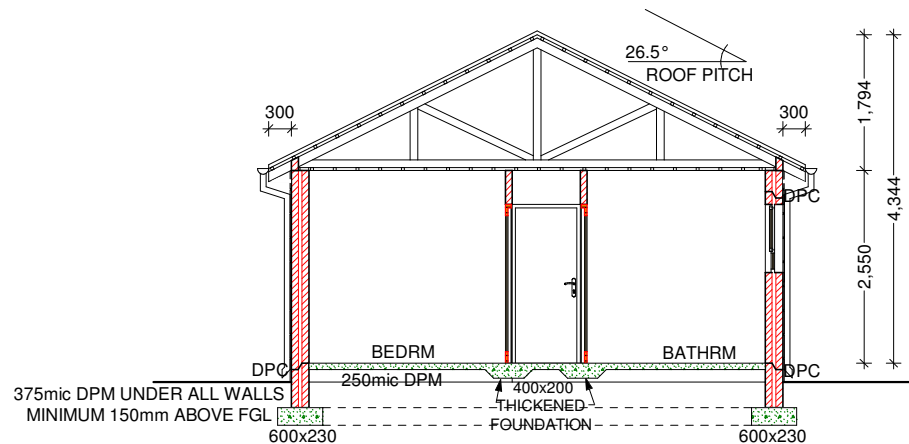 26.5°
ROOF PITCH
300
300
1,794
4,344
2,550
DPC
BEDRM
BATHRM
DPC
DPC
250mic DPM
375mic DPM UNDER ALL WALLS
MINIMUM 150mm ABOVE FGL
400x200
THICKENED
FOUNDATION
600x230
600x230